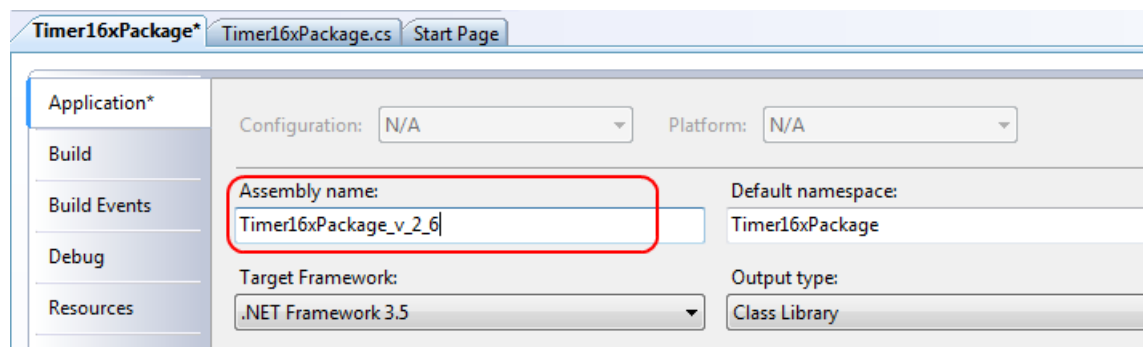 Timer16xPackage* Timer16xPackage.cs Start Page
Application*
Build
Build Events
Debug
Resources
Configuration: N/A Platform: N/A
Assembly name: Default namespace:
Timer16xPackage_v_2_6 Timer16xPackage
Target Framework: Output type:
.NET Framework 3.5 Class Library